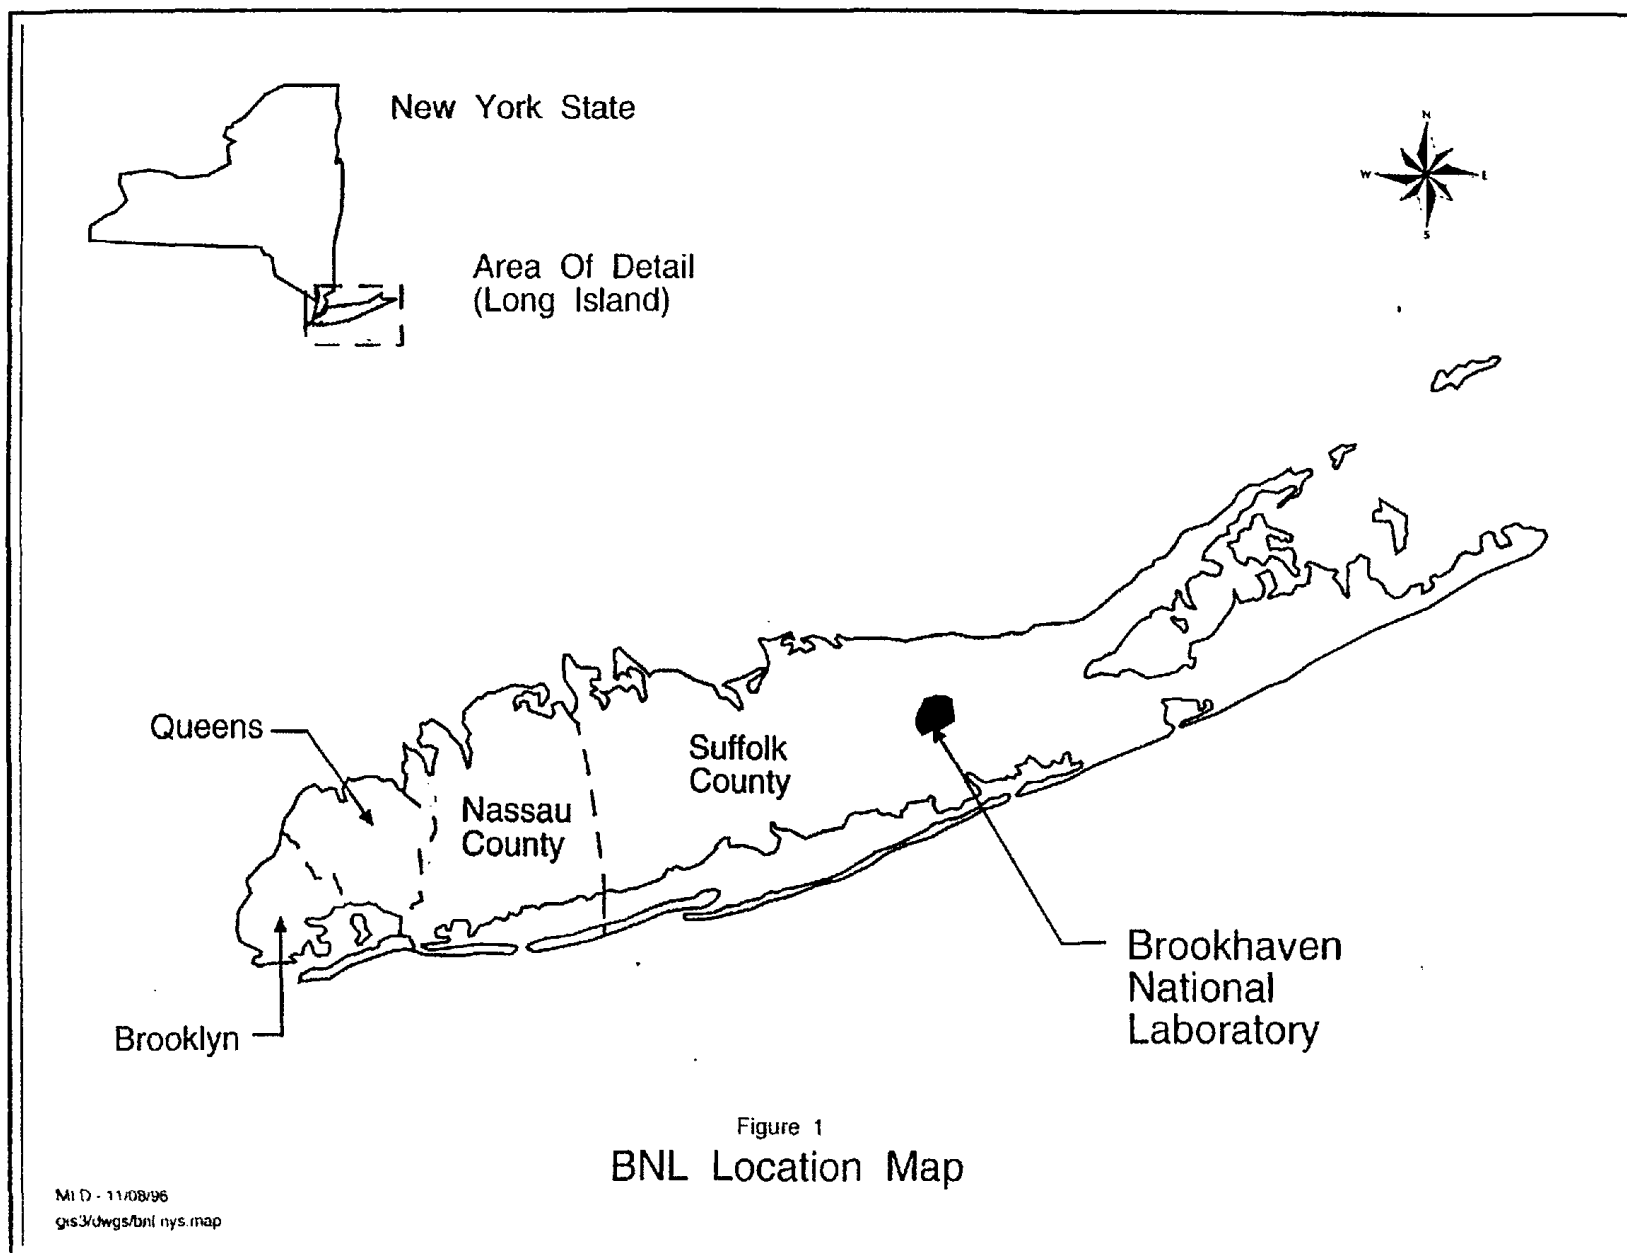 New York State
N
W E
S
Area Of Detail
(Long Island)
Queens
Suffolk
County
Nassau
County
Brookhaven
National
Laboratory
Brooklyn
Figure 1
BNL Location Map
MLD - 11/08/96
gis3/dwgs/bnl nys.map